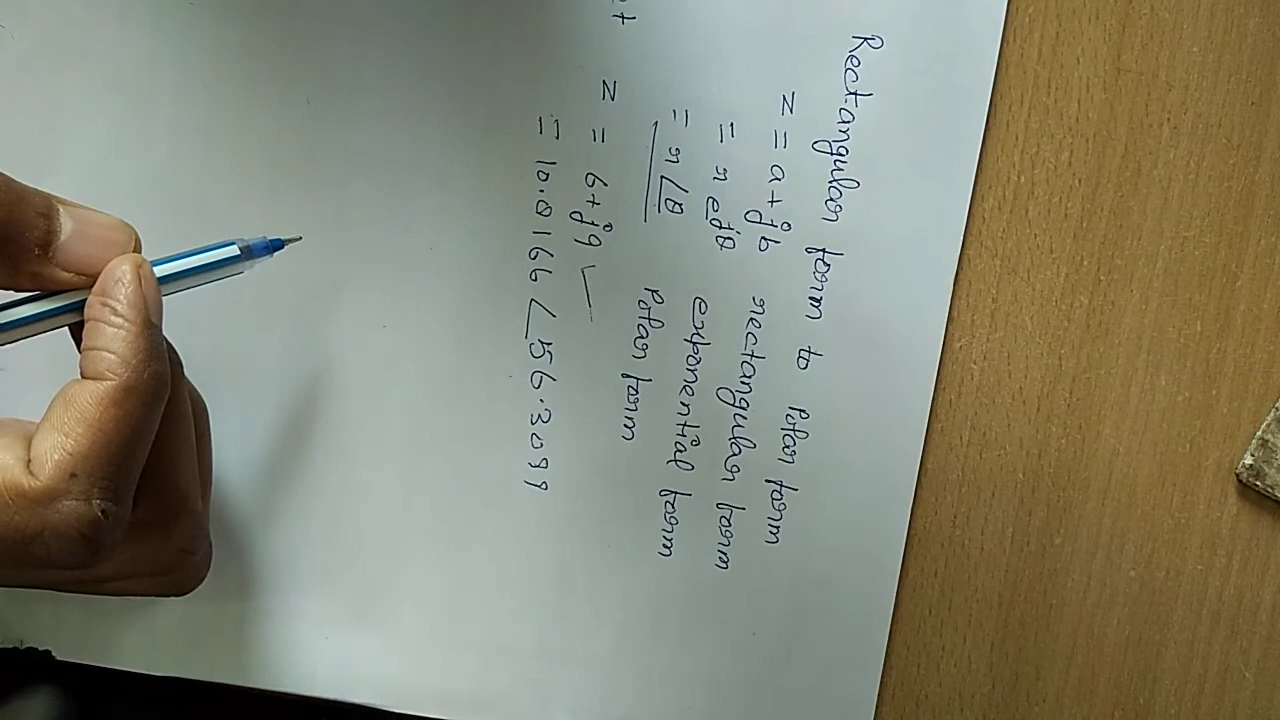 Rectangular form to Polar form
z = a + jb rectangular form
= r e^jθ exponential form
= r ∠θ Polar form
z = 6 + j9 ✓
= 10.8166 ∠56.3099